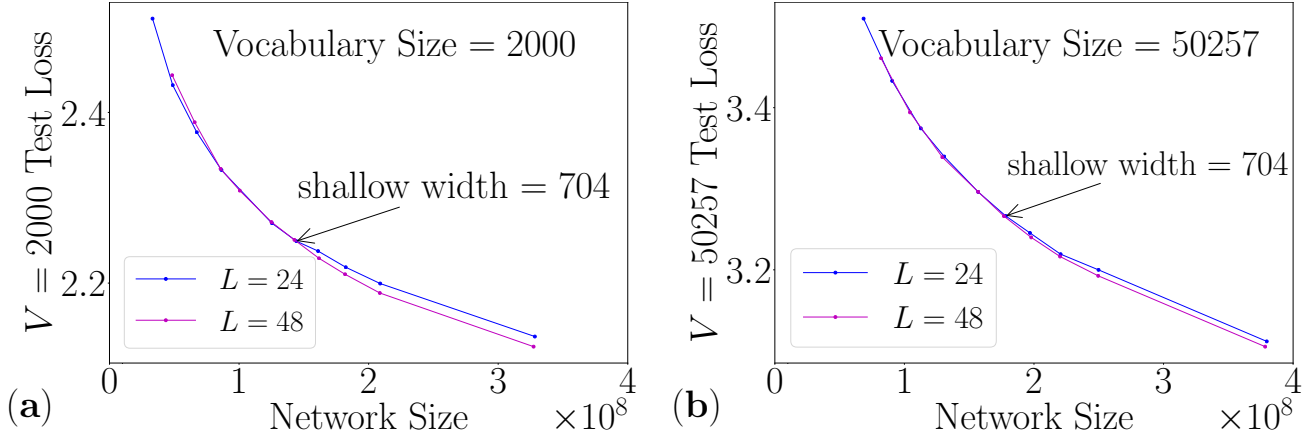 Vocabulary Size = 2000
V = 2000 Test Loss
2.4
2.2
shallow width = 704
L = 24
L = 48
0 1 2 3 4
Network Size ×10^8
(a)
Vocabulary Size = 50257
V = 50257 Test Loss
3.4
3.2
shallow width = 704
L = 24
L = 48
0 1 2 3 4
Network Size ×10^8
(b)